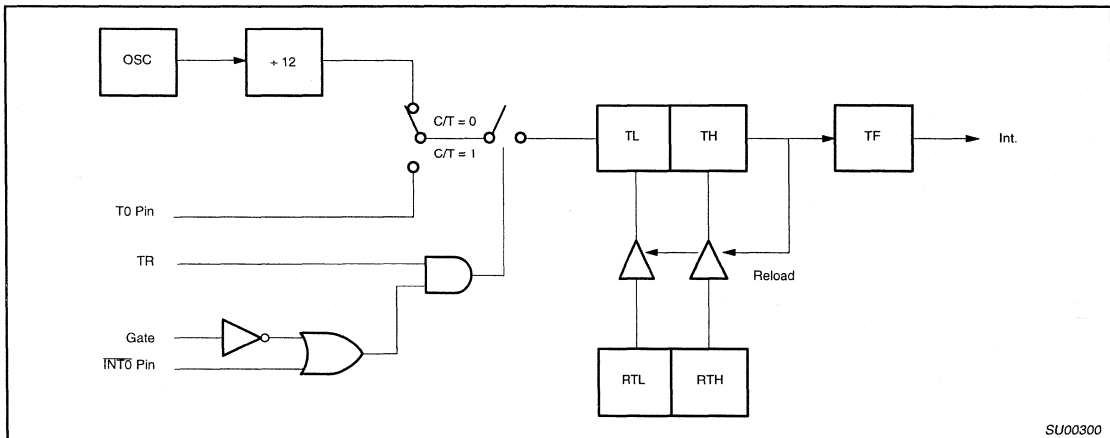 OSC
÷ 12
C/T = 0
C/T = 1
TL
TH
TF
Int.
T0 Pin
TR
Reload
Gate
INT0 Pin
RTL
RTH
SU00300